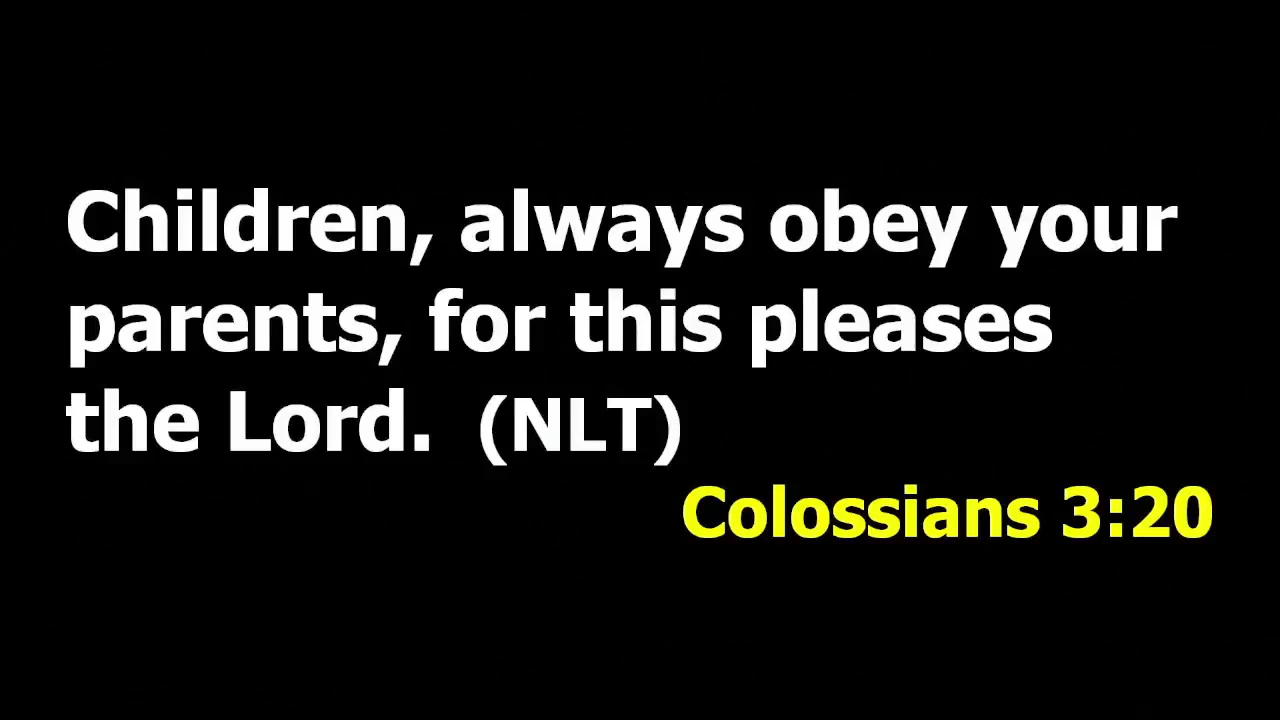 Children, always obey your
parents, for this pleases
the Lord.  (NLT)
Colossians 3:20